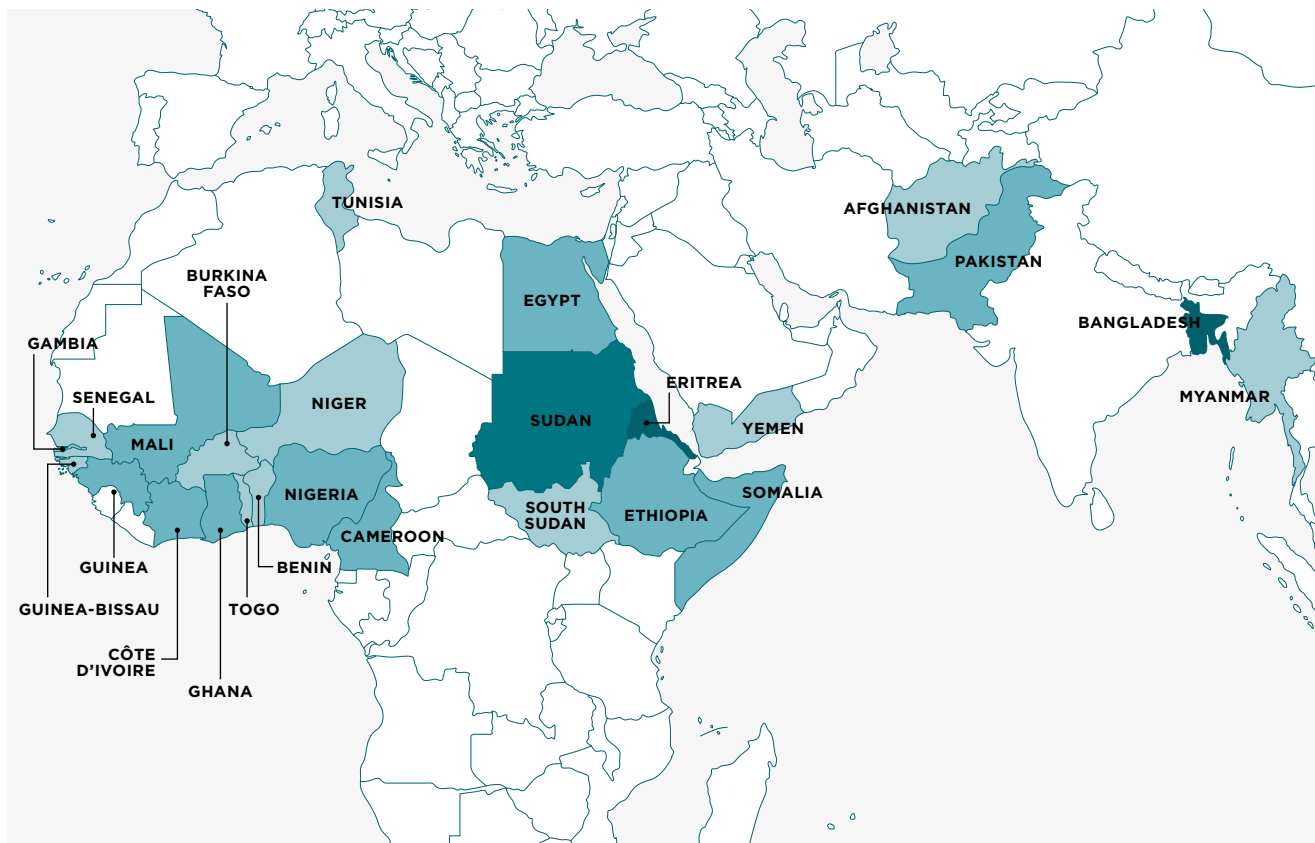 TUNISIA
AFGHANISTAN
PAKISTAN
BURKINA
FASO
EGYPT
BANGLADESH
GAMBIA
ERITREA
SENEGAL
NIGER
MYANMAR
SUDAN
YEMEN
MALI
NIGERIA
SOMALIA
SOUTH
SUDAN
ETHIOPIA
CAMEROON
GUINEA
BENIN
GUINEA-BISSAU
TOGO
CÔTE
D'IVOIRE
GHANA